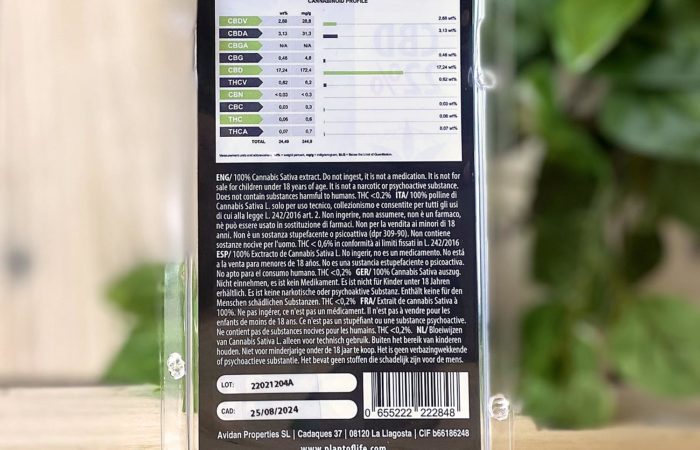 CANNABINOID PROFILE
wt% mg/g
CBDV 2,88 28,8 2,88 wt%
CBDA 3,13 31,3 3,13 wt%
CBGA N/A N/A
CBG 0,46 4,6 0,46 wt%
CBD 17,24 172,4 17,24 wt%
THCV 0,62 6,2 0,62 wt%
CBN < 0.03 < 0.3
CBC 0,03 0,3 0,03 wt%
THC 0,06 0,6 0,06 wt%
THCA 0,07 0,7 0,07 wt%
TOTAL 24,49 244,9
CBD
22%
ENG/ 100% Cannabis Sativa extract. Do not ingest, it is not a medication. It is not for
sale for children under 18 years of age. It is not a narcotic or psychoactive substance.
Does not contain substances harmful to humans. THC <0.2% ITA/ 100% polline di
Cannabis Sativa L. solo per uso tecnico, collezionismo e consentite per tutti gli usi
di cui alla legge L. 242/2016 art. 2. Non ingerire, non assumere, non è un farmaco,
nè può essere usato in sostituzione di farmaci. Non per la vendita ai minori di 18
anni. Non è un sostanza stupefacente o psicoattiva (dpr 309-90). Non contiene
sostanze nocive per l'uomo. THC < 0,6% in conformità ai limiti fissati in L. 242/2016
ESP/ 100% Extracto de Cannabis Sativa L. No ingerir, no es un medicamento. No está
a la venta para menores de 18 años. No es una sustancia estupefaciente o psicoactiva.
No apto para el consumo humano. THC <0,2% GER/ 100% Cannabis Sativa auszug.
Nicht einnehmen, es ist kein Medikament. Es ist nicht für Kinder unter 18 Jahren
erhältlich. Es ist keine narkotische oder psychoaktive Substanz. Enthält keine für den
Menschen schädlichen Substanzen. THC <0,2% FRA/ Extrait de cannabis Sativa à
100%. Ne pas ingérer, ce n'est pas un médicament. Il n'est pas à vendre pour les
enfants de moins de 18 ans. Ce n'est pas un stupéfiant ou une substance psychoactive.
Ne contient pas de substances nocives pour les humains. THC <0,2%. NL/ Bloeiwijzen
van Cannabis Sativa L. alleen voor technisch gebruik. Buiten het bereik van kinderen
houden. Niet voor minderjarige onder de 18 jaar te koop. Het is geen verbazingwekkende
of psychoactieve substantie. Het bevat geen stoffen die schadelijk zijn voor de mens.
LOT: 22021204A
CAD: 25/08/2024
0 655222 222848
Avidan Properties SL | Cadaques 37 | 08120 La Llagosta | CIF b66186248
www.plantoflife.com